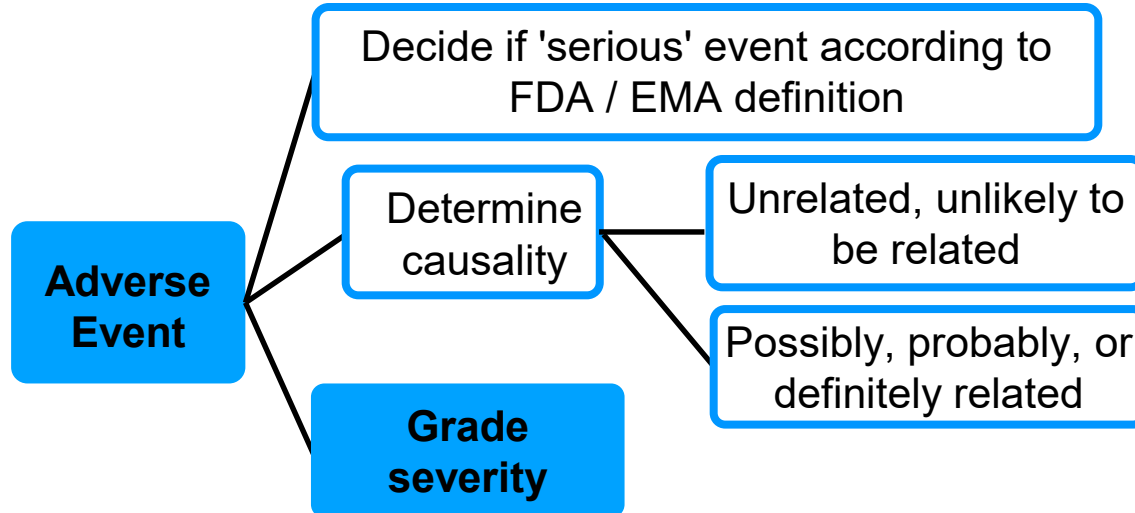 Decide if 'serious' event according to
FDA / EMA definition
Determine
causality
Unrelated, unlikely to
be related
Adverse
Event
Possibly, probably, or
definitely related
Grade
severity